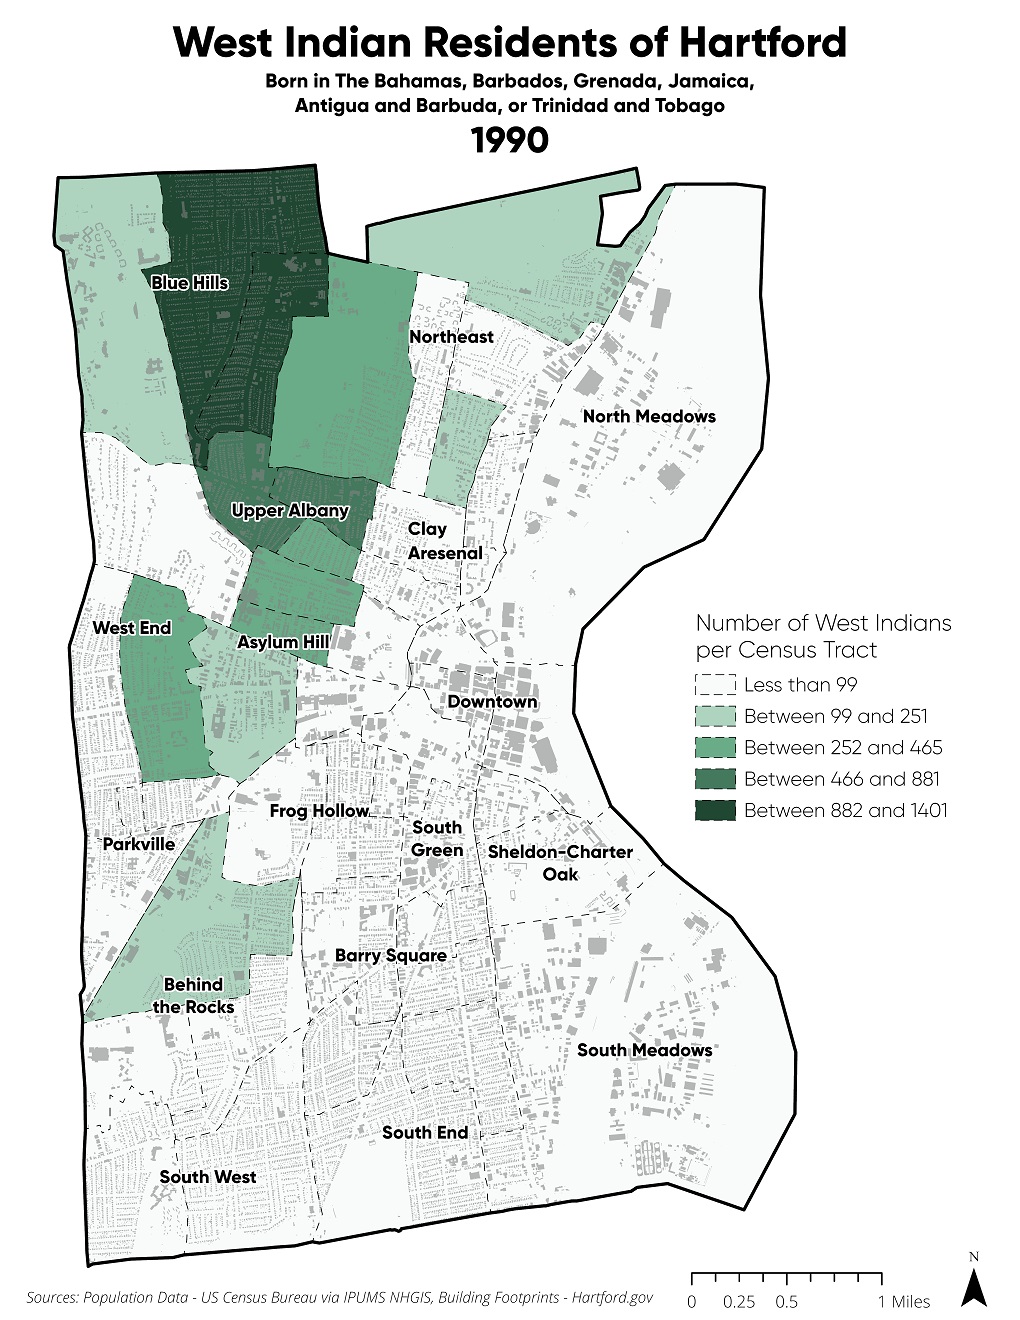 West Indian Residents of Hartford
Born in The Bahamas, Barbados, Grenada, Jamaica,
Antigua and Barbuda, or Trinidad and Tobago
1990
Blue Hills
Northeast
North Meadows
Upper Albany
Clay
Aresenal
West End
Asylum Hill
Downtown
Frog Hollow
South
Green
Parkville
Sheldon-Charter
Oak
Barry Square
Behind
the Rocks
South Meadows
South End
South West
Number of West Indians
per Census Tract
Less than 99
Between 99 and 251
Between 252 and 465
Between 466 and 881
Between 882 and 1401
N
Sources: Population Data - US Census Bureau via IPUMS NHGIS, Building Footprints - Hartford.gov
0 0.25 0.5 1 Miles